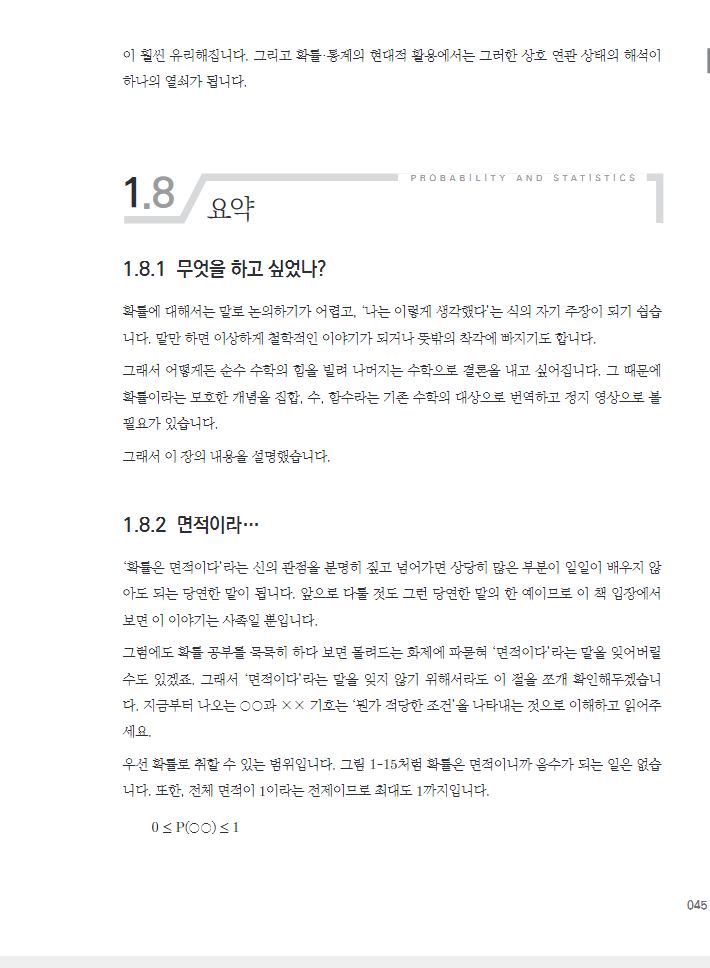 이 훨씬 유리해집니다. 그리고 확률·통계의 현대적 활용에서는 그러한 상호 연관 상태의 해석이
하나의 열쇠가 됩니다.
PROBABILITY AND STATISTICS
1.8 요약
1.8.1 무엇을 하고 싶었나?
확률에 대해서는 말로 논의하기가 어렵고, ‘나는 이렇게 생각했다’는 식의 자기 주장이 되기 쉽습
니다. 말만 하면 이상하게 철학적인 이야기가 되거나 뜻밖의 착각에 빠지기도 합니다.
그래서 어떻게든 순수 수학의 힘을 빌려 나머지는 수학으로 결론을 내고 싶어집니다. 그 때문에
확률이라는 모호한 개념을 집합, 수, 함수라는 기존 수학의 대상으로 번역하고 정지 영상으로 볼
필요가 있습니다.
그래서 이 장의 내용을 설명했습니다.
1.8.2 면적이라…
‘확률은 면적이다’라는 신의 관점을 분명히 짚고 넘어가면 상당히 많은 부분이 일일이 배우지 않
아도 되는 당연한 말이 됩니다. 앞으로 다룰 것도 그런 당연한 말의 한 예이므로 이 책 입장에서
보면 이 이야기는 사족일 뿐입니다.
그럼에도 확률 공부를 묵묵히 하다 보면 몰려드는 화제에 파묻혀 ‘면적이다’라는 말을 잊어버릴
수도 있겠죠. 그래서 ‘면적이다’라는 말을 잊지 않기 위해서라도 이 절을 쪼개 확인해두겠습니
다. 지금부터 나오는 ○○과 ×× 기호는 ‘뭔가 적당한 조건’을 나타내는 것으로 이해하고 읽어주
세요.
우선 확률로 취할 수 있는 범위입니다. 그림 1-15처럼 확률은 면적이니까 음수가 되는 일은 없습
니다. 또한, 전체 면적이 1이라는 전제이므로 최대도 1까지입니다.
0 ≤ P(○○) ≤ 1
045